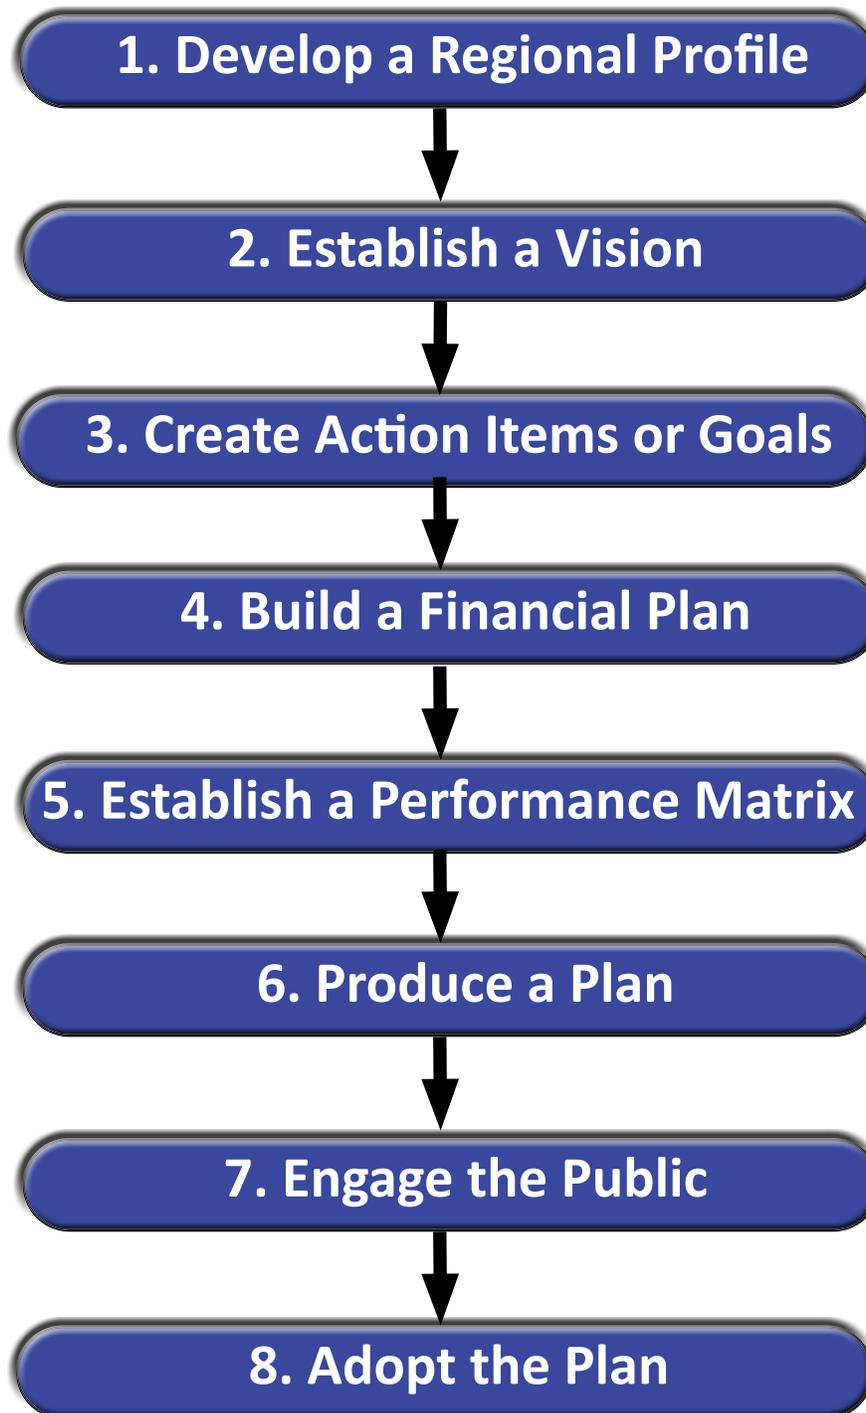 1. Develop a Regional Profile
2. Establish a Vision
3. Create Action Items or Goals
4. Build a Financial Plan
5. Establish a Performance Matrix
6. Produce a Plan
7. Engage the Public
8. Adopt the Plan